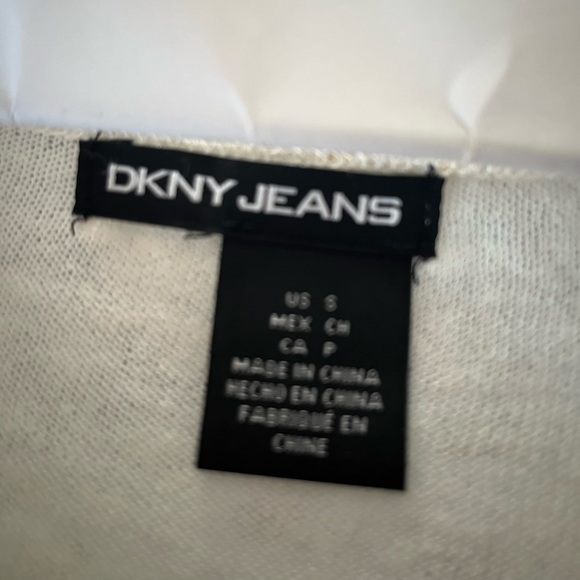 DKNY JEANS
US S
MEX CH
CA P
MADE IN CHINA
HECHO EN CHINA
FABRIQUÉ EN
CHINE